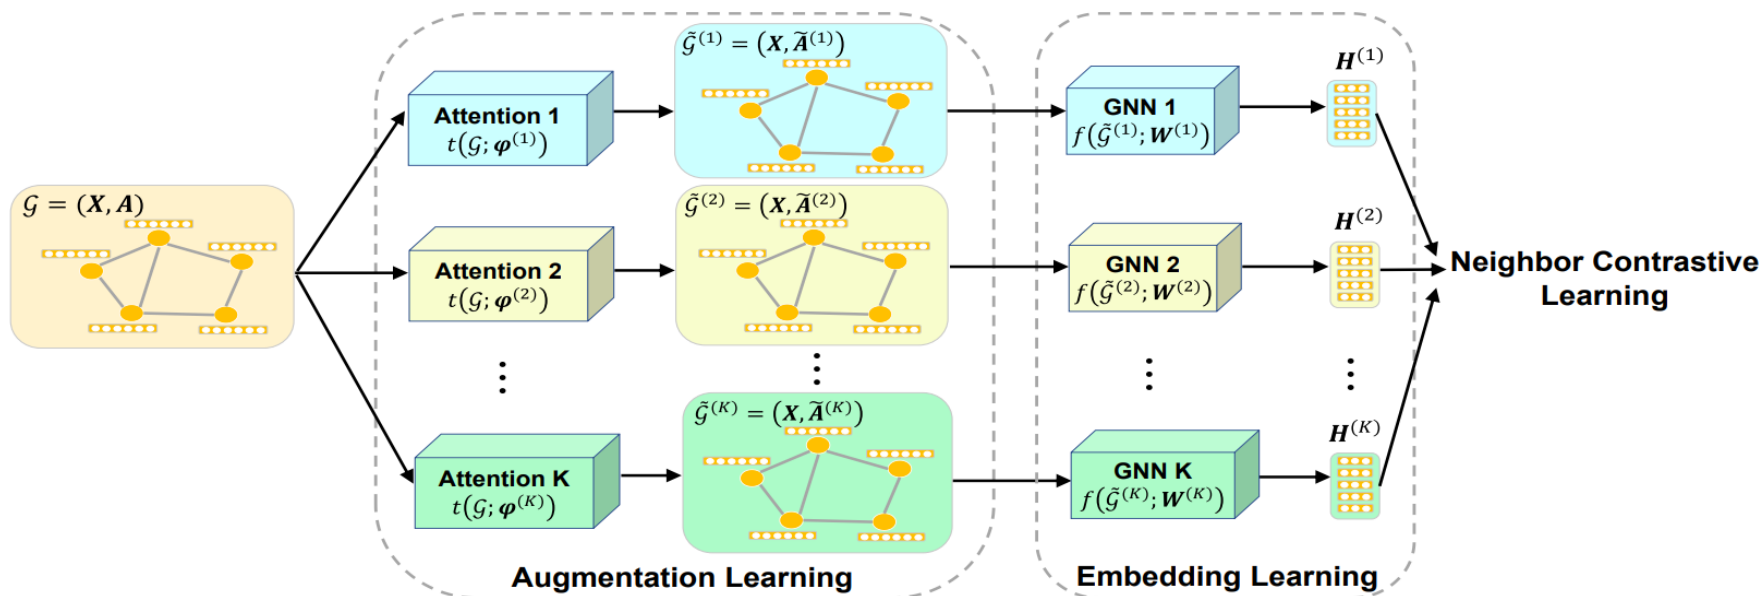 𝒢 = (X, A)
Attention 1
t(𝒢; φ⁽¹⁾)
𝒢̃⁽¹⁾ = (X, Ã⁽¹⁾)
GNN 1
f(𝒢̃⁽¹⁾; W⁽¹⁾)
H⁽¹⁾
Attention 2
t(𝒢; φ⁽²⁾)
𝒢̃⁽²⁾ = (X, Ã⁽²⁾)
GNN 2
f(𝒢̃⁽²⁾; W⁽²⁾)
H⁽²⁾
Attention K
t(𝒢; φ⁽ᴷ⁾)
𝒢̃⁽ᴷ⁾ = (X, Ã⁽ᴷ⁾)
GNN K
f(𝒢̃⁽ᴷ⁾; W⁽ᴷ⁾)
H⁽ᴷ⁾
Neighbor Contrastive
Learning
Augmentation Learning
Embedding Learning